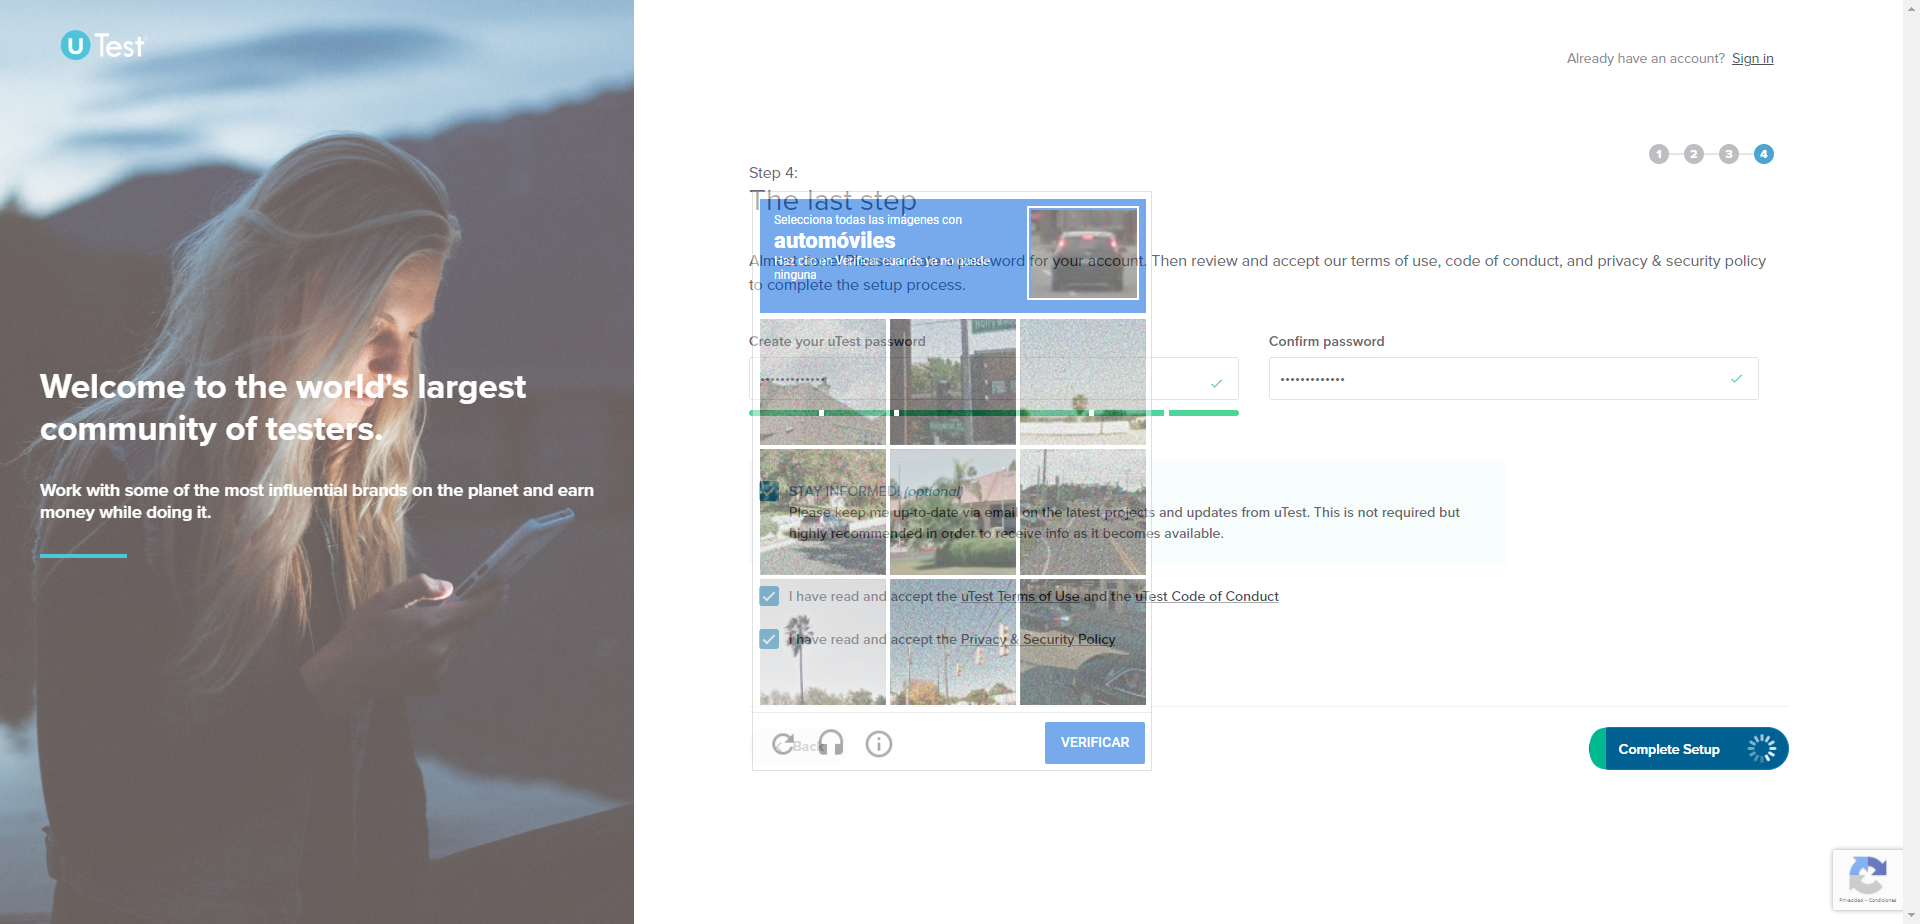 U Test
Already have an account? Sign in
1 2 3 4
Step 4:
The last step
Selecciona todas las imágenes con
automóviles
Haz clic en Verificar cuando ya no quede
ninguna
password for your account. Then review and accept our terms of use, code of conduct, and privacy & security policy
to complete the setup process.
Create your uTest password
Confirm password
Welcome to the world's largest
community of testers.
Work with some of the most influential brands on the planet and earn
money while doing it.
STAY INFORMED! (optional)
Please keep me up-to-date via email on the latest projects and updates from uTest. This is not required but
highly recommended in order to receive info as it becomes available.
I have read and accept the uTest Terms of Use and the uTest Code of Conduct
I have read and accept the Privacy & Security Policy
Back
VERIFICAR
Complete Setup
Privacidad - Condiciones